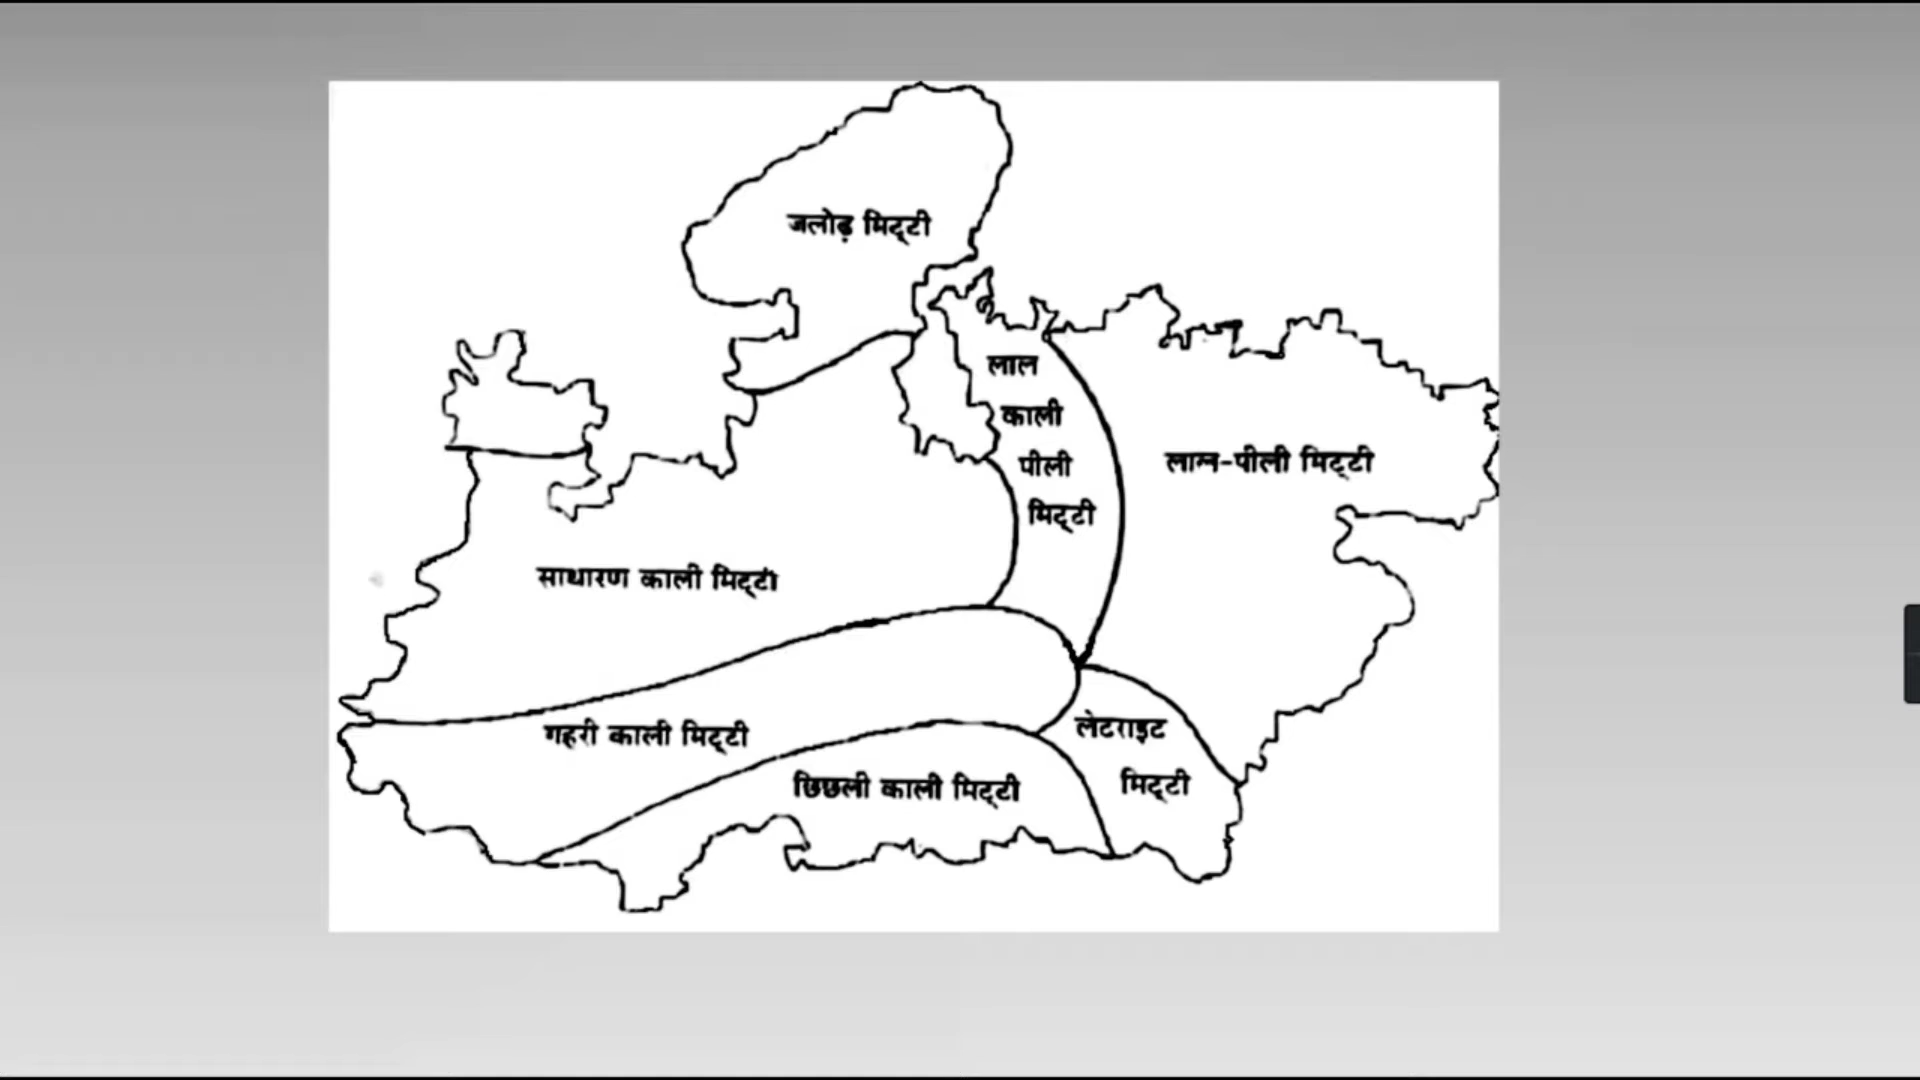 जलोढ़ मिट्टी
लाल
काली
पीली
मिट्टी
लाल-पीली मिट्टी
साधारण काली मिट्टी
गहरी काली मिट्टी
छिछली काली मिट्टी
लेटराइट
मिट्टी